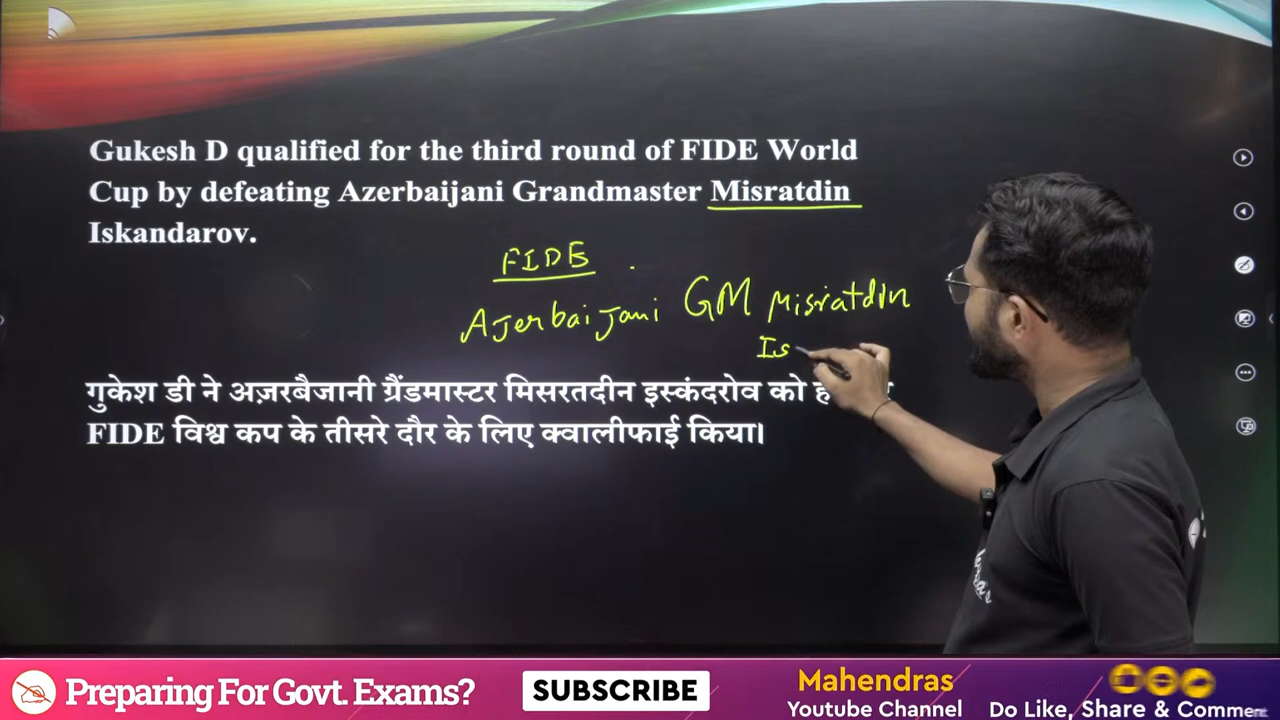 Gukesh D qualified for the third round of FIDE World
Cup by defeating Azerbaijani Grandmaster Misratdin
Iskandarov.
FIDE
Azerbaijani GM Misratdin
Is
गुकेश डी ने अज़रबैजानी ग्रैंडमास्टर मिसरतदीन इस्कंदरोव को
FIDE विश्व कप के तीसरे दौर के लिए क्वालीफाई किया।
Preparing For Govt. Exams?
SUBSCRIBE
Mahendras
Youtube Channel
Do Like, Share & Comment